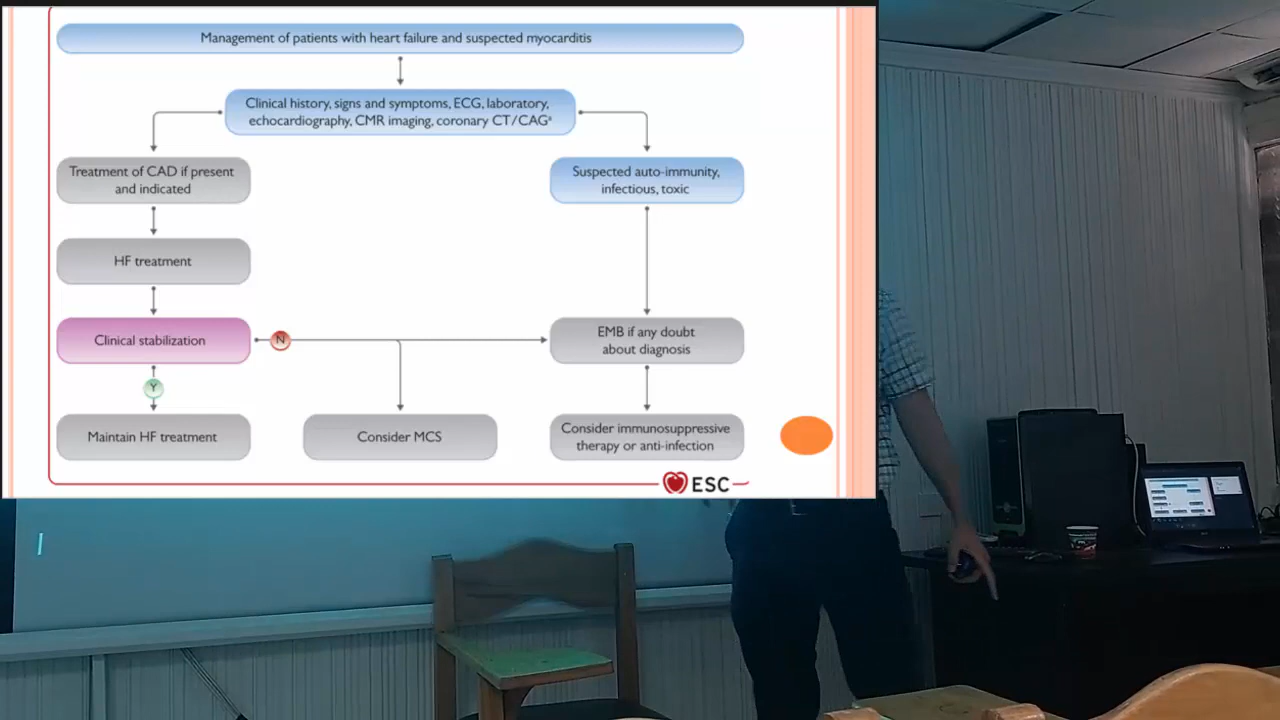 Management of patients with heart failure and suspected myocarditis
Clinical history, signs and symptoms, ECG, laboratory,
echocardiography, CMR imaging, coronary CT/CAGª
Treatment of CAD if present
and indicated
Suspected auto-immunity,
infectious, toxic
HF treatment
Clinical stabilization
N
EMB if any doubt
about diagnosis
Y
Maintain HF treatment
Consider MCS
Consider immunosuppressive
therapy or anti-infection
ESC